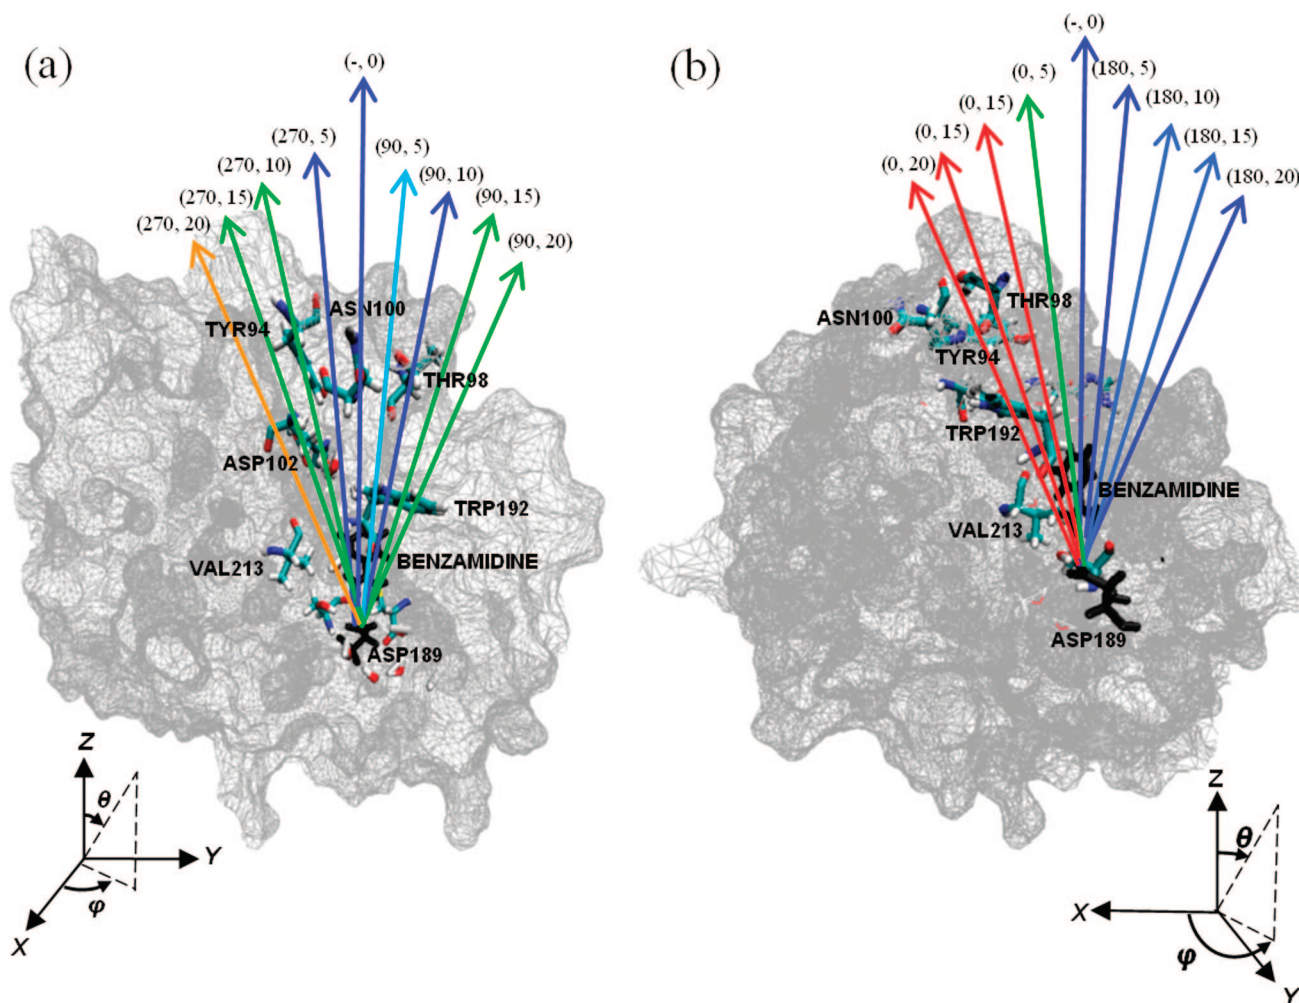 (a)
(-, 0)
(270, 5)
(90, 5)
(270, 10)
(90, 10)
(270, 15)
(90, 15)
(270, 20)
(90, 20)
ASN100
TYR94
THR98
ASP102
TRP192
BENZAMIDINE
VAL213
ASP189
Z
θ
Y
φ
X
(b)
(-, 0)
(0, 5)
(180, 5)
(0, 15)
(180, 10)
(0, 15)
(180, 15)
(0, 20)
(180, 20)
THR98
ASN100
TYR94
TRP192
BENZAMIDINE
VAL213
ASP189
Z
θ
X
φ
Y